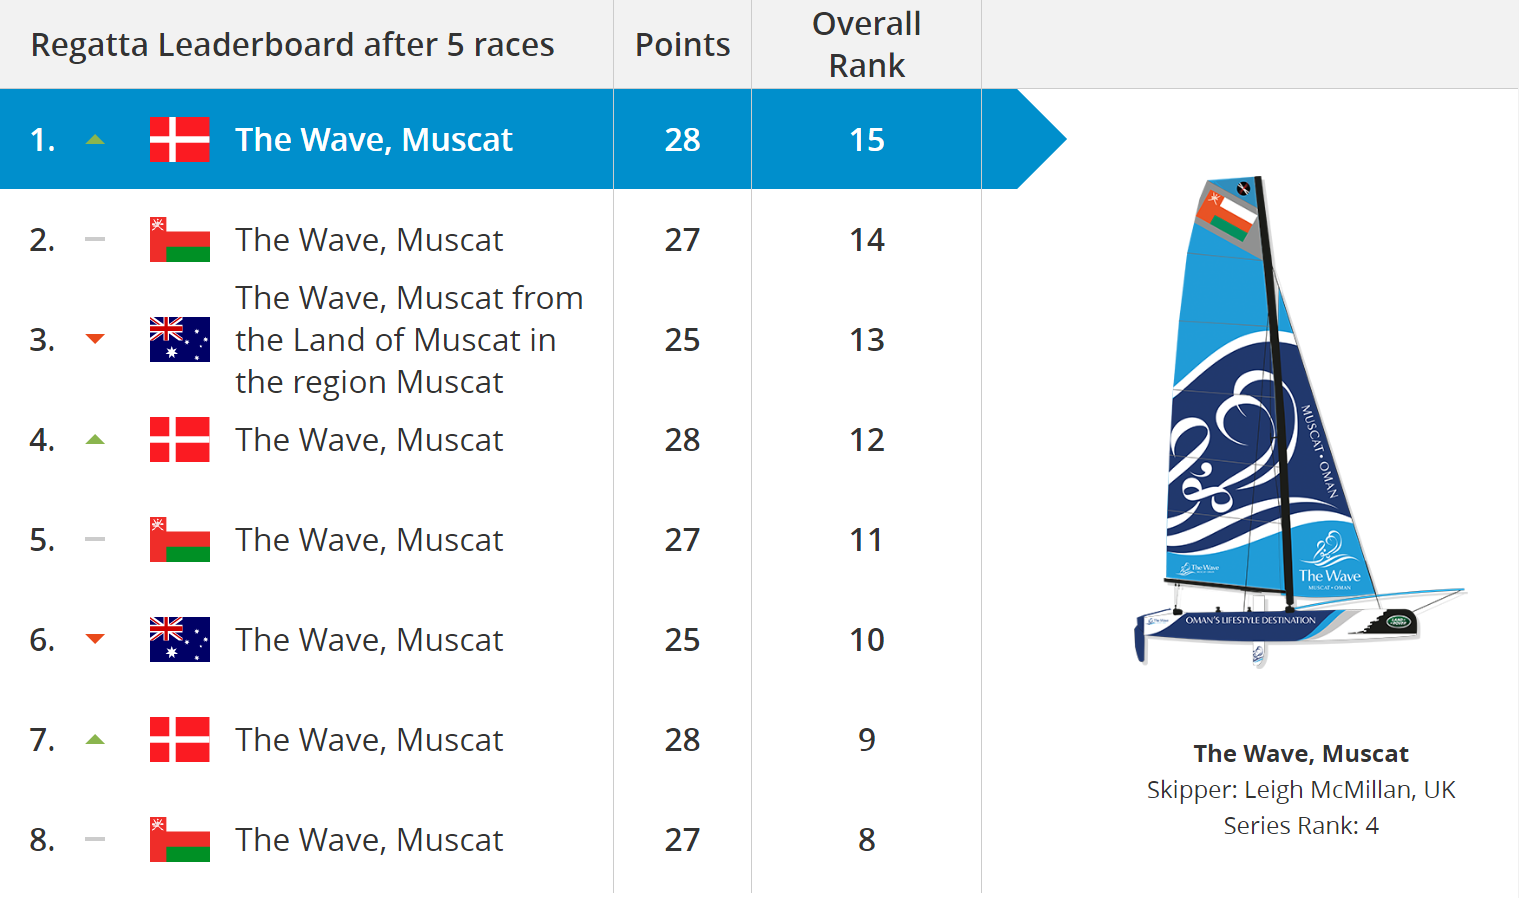 Regatta Leaderboard after 5 races
Points
Overall
Rank
1.
The Wave, Muscat
28
15
2.
The Wave, Muscat
27
14
3.
The Wave, Muscat from
the Land of Muscat in
the region Muscat
25
13
4.
The Wave, Muscat
28
12
5.
The Wave, Muscat
27
11
6.
The Wave, Muscat
25
10
7.
The Wave, Muscat
28
9
8.
The Wave, Muscat
27
8
MUSCAT • OMAN
The Wave
The Wave
MUSCAT • OMAN
OMAN'S LIFESTYLE DESTINATION
The Wave, Muscat
Skipper: Leigh McMillan, UK
Series Rank: 4